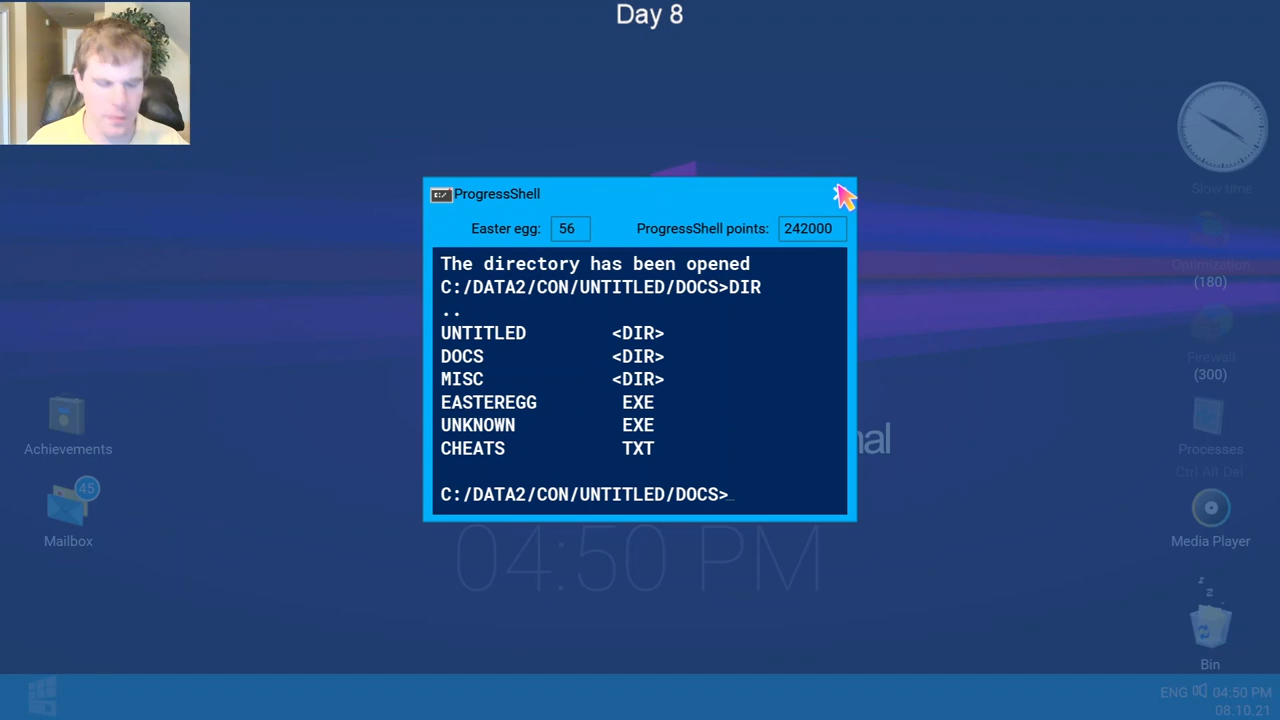 Day 8
ProgressShell
Easter egg: 56 ProgressShell points: 242000
The directory has been opened
C:/DATA2/CON/UNTITLED/DOCS>DIR
..
UNTITLED <DIR>
DOCS <DIR>
MISC <DIR>
EASTEREGG EXE
UNKNOWN EXE
CHEATS TXT
C:/DATA2/CON/UNTITLED/DOCS>_
nal
04:50 PM
Achievements
45
Mailbox
Slow time
Optimization
(180)
Firewall
(300)
Processes
Ctrl Alt Del
Media Player
z
z
Bin
ENG 04:50 PM
08.10.21